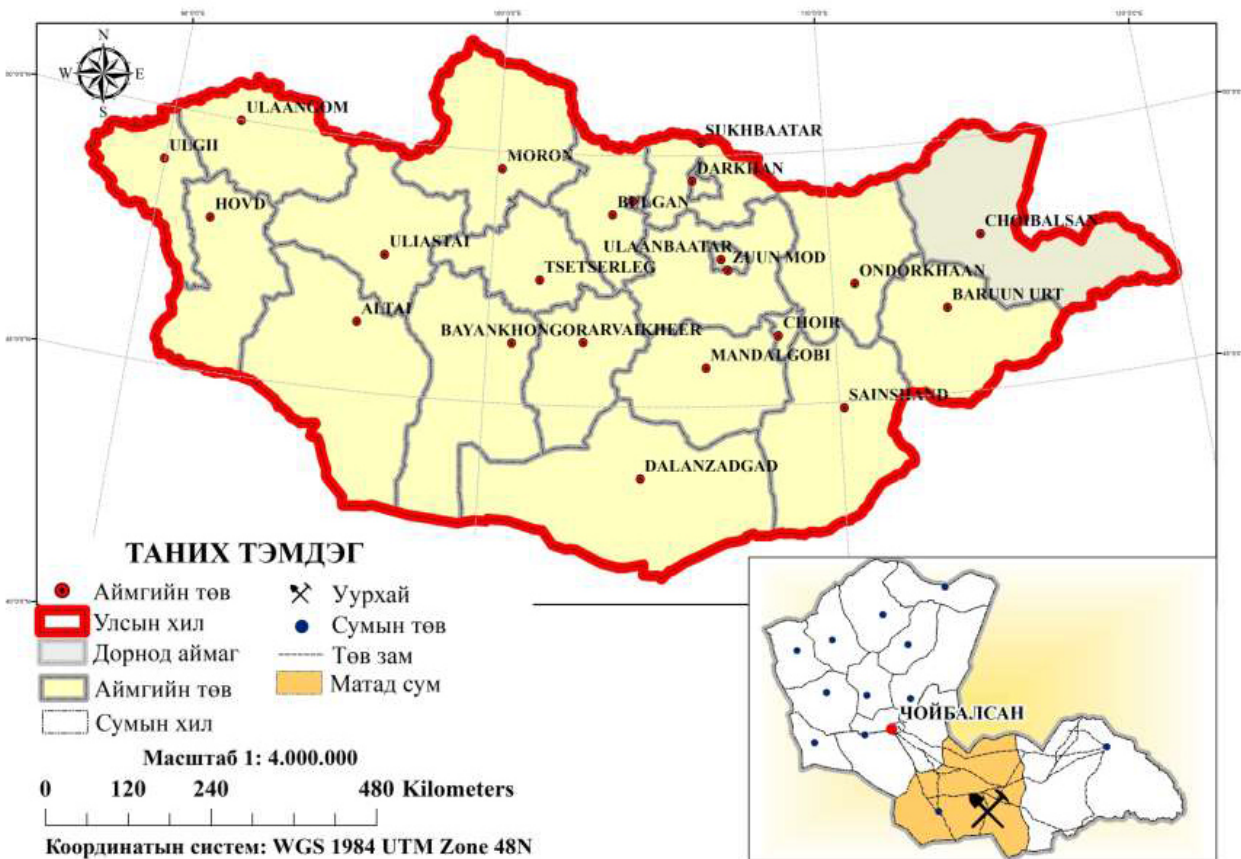 N
W
E
S
ULAANGOM
ULGII
HOVD
MORON
SUKHBAATAR
DARKHAN
BULGAN
ULIASTAI
ULAANBAATAR
ZUUN MOD
TSETSERLEG
CHOIBALSAN
ONDORKHAAN
BARUUN URT
ALTAI
BAYANKHONGOR
ARVAIKHEER
CHOIR
MANDALGOBI
SAINSHAND
DALANZADGAD
ТАНИХ ТЭМДЭГ
Аймгийн төв
Улсын хил
Дорнод аймаг
Аймгийн төв
Сумын хил
Уурхай
Сумын төв
Төв зам
Матад сум
Масштаб 1: 4.000.000
0 120 240 480 Kilometers
Координатын систем: WGS 1984 UTM Zone 48N
ЧОЙБАЛСАН